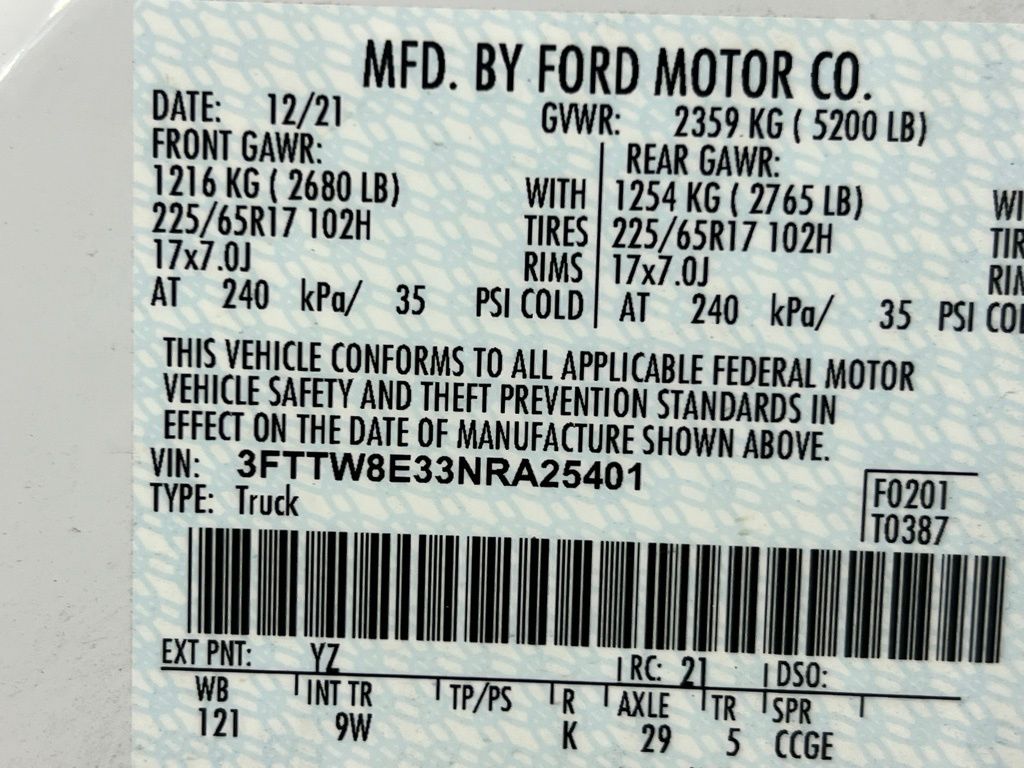 MFD. BY FORD MOTOR CO.
DATE: 12/21 GVWR: 2359 KG ( 5200 LB)
FRONT GAWR: REAR GAWR:
1216 KG ( 2680 LB) WITH 1254 KG ( 2765 LB) WI
225/65R17 102H TIRES 225/65R17 102H TIR
17x7.0J RIMS 17x7.0J RIM
AT 240 kPa/ 35 PSI COLD AT 240 kPa/ 35 PSI COL
THIS VEHICLE CONFORMS TO ALL APPLICABLE FEDERAL MOTOR
VEHICLE SAFETY AND THEFT PREVENTION STANDARDS IN
EFFECT ON THE DATE OF MANUFACTURE SHOWN ABOVE.
VIN: 3FTTW8E33NRA25401
TYPE: Truck F0201
T0387
EXT PNT: YZ RC: 21 DSO:
WB INT TR TP/PS R AXLE TR SPR
121 9W K 29 5 CCGE